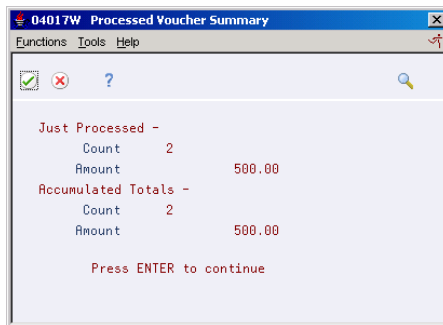 04017W Processed Voucher Summary
Functions Tools Help
?
Just Processed -
Count 2
Amount 500.00
Accumulated Totals -
Count 2
Amount 500.00
Press ENTER to continue